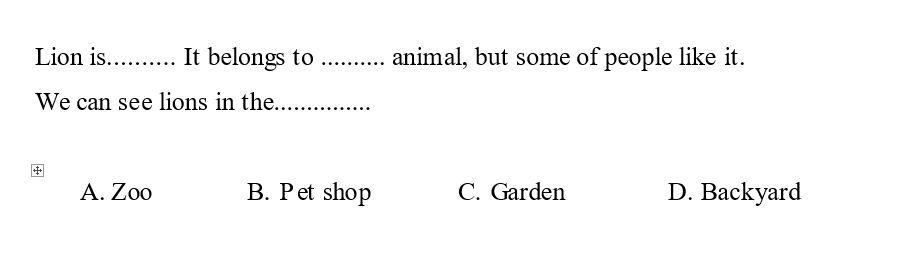 Lion is.......... It belongs to .......... animal, but some of people like it.
We can see lions in the...............
A. Zoo B. Pet shop C. Garden D. Backyard